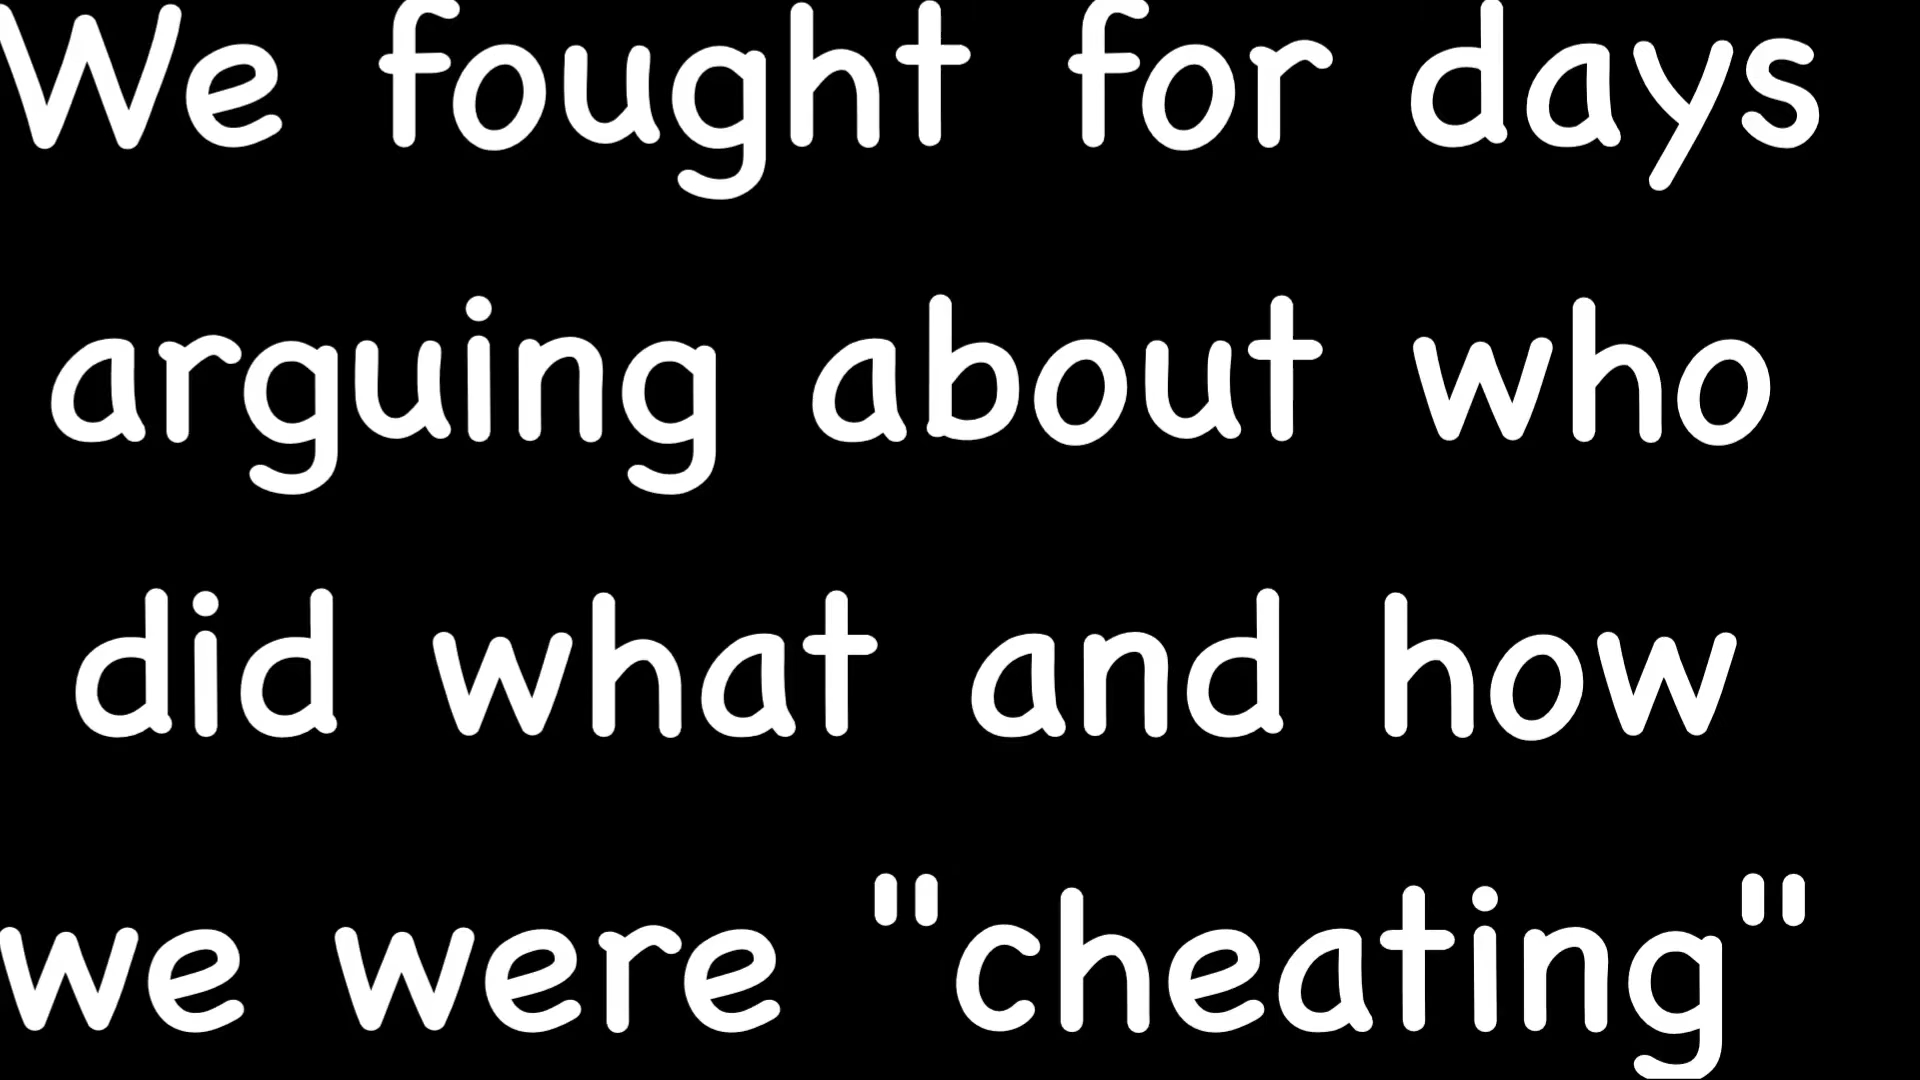 We fought for days
arguing about who
did what and how
we were "cheating"